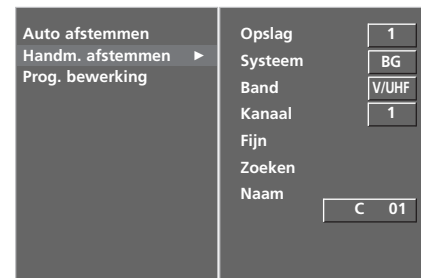 Auto afstemmen
Handm. afstemmen ►
Prog. bewerking
Opslag 1
Systeem BG
Band V/UHF
Kanaal 1
Fijn
Zoeken
Naam
C 01